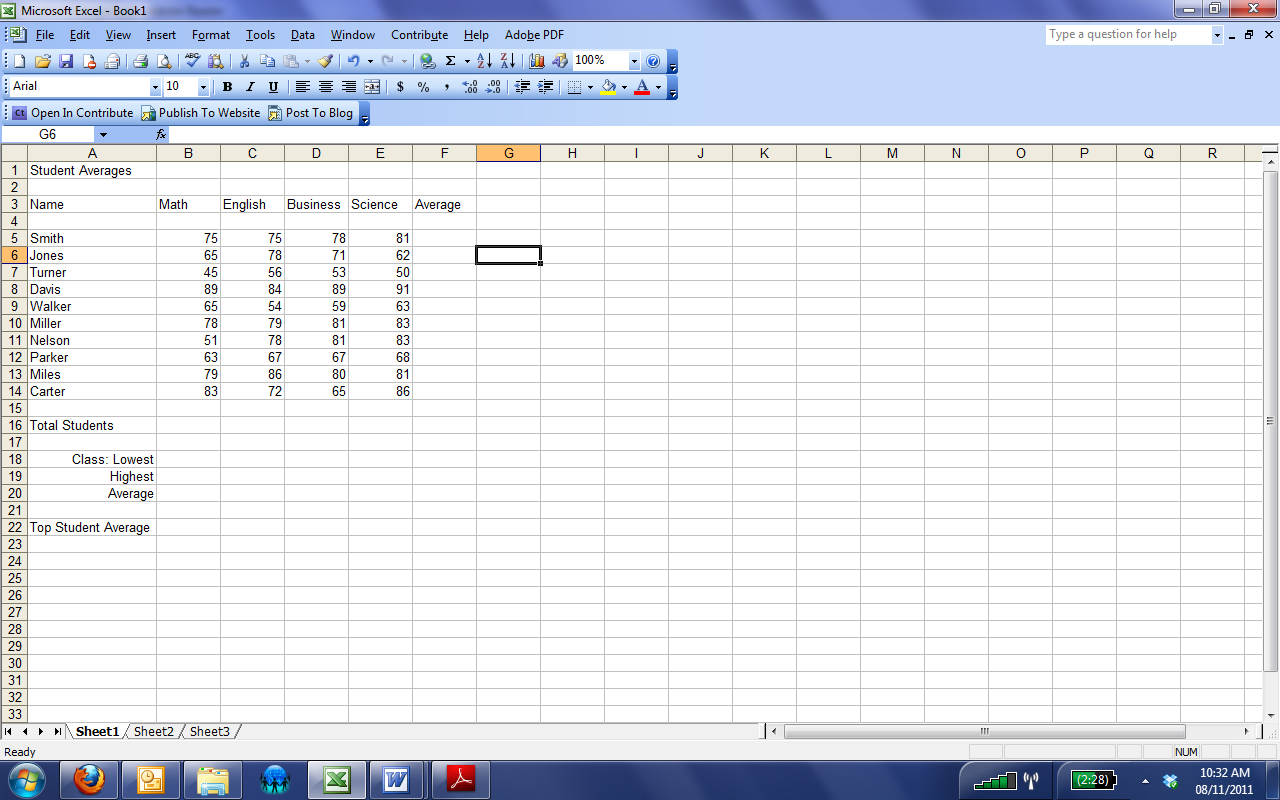 Microsoft Excel - Book1
File Edit View Insert Format Tools Data Window Contribute Help Adobe PDF Type a question for help
100%
Arial 10 B I U $ % ,
Ct Open In Contribute Publish To Website Post To Blog
G6 fx
A B C D E F G H I J K L M N O P Q R
1 Student Averages
2
3 Name Math English Business Science Average
4
5 Smith 75 75 78 81
6 Jones 65 78 71 62
7 Turner 45 56 53 50
8 Davis 89 84 89 91
9 Walker 65 54 59 63
10 Miller 78 79 81 83
11 Nelson 51 78 81 83
12 Parker 63 67 67 68
13 Miles 79 86 80 81
14 Carter 83 72 65 86
15
16 Total Students
17
18 Class: Lowest
19 Highest
20 Average
21
22 Top Student Average
23
24
25
26
27
28
29
30
31
32
33
Sheet1 Sheet2 Sheet3
Ready NUM
(2:28) 10:32 AM
08/11/2011